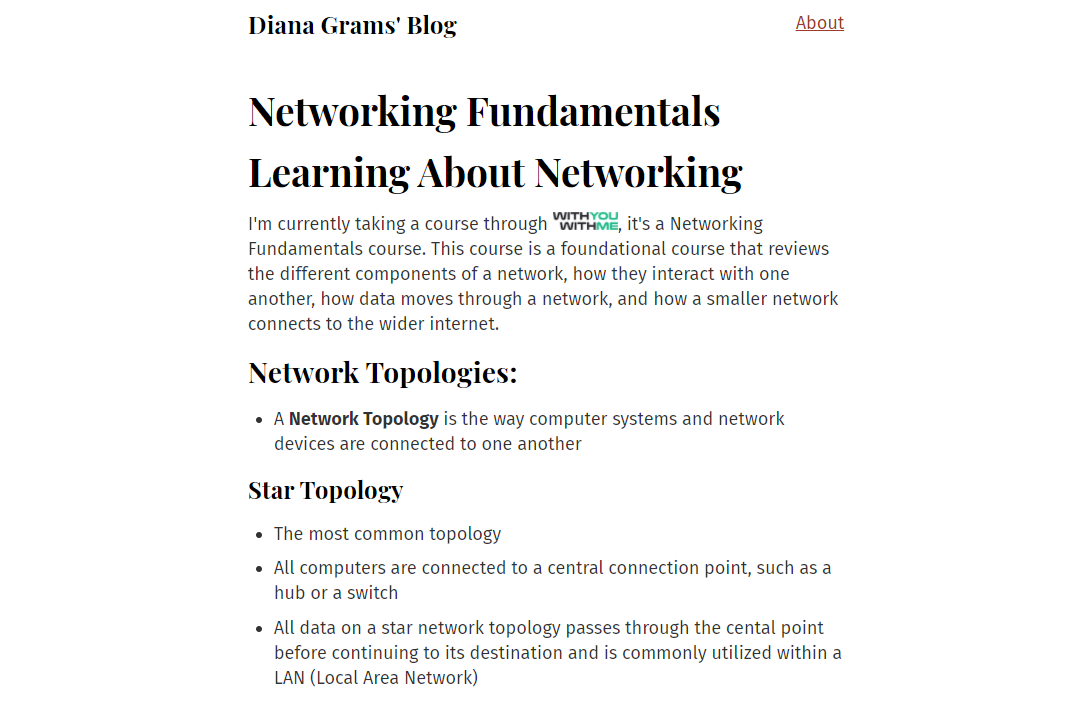 Diana Grams' Blog
About
Networking Fundamentals
Learning About Networking
I'm currently taking a course through WITHYOU WITHME, it's a Networking
Fundamentals course. This course is a foundational course that reviews
the different components of a network, how they interact with one
another, how data moves through a network, and how a smaller network
connects to the wider internet.
Network Topologies:
• A Network Topology is the way computer systems and network
devices are connected to one another
Star Topology
• The most common topology
• All computers are connected to a central connection point, such as a
hub or a switch
• All data on a star network topology passes through the cental point
before continuing to its destination and is commonly utilized within a
LAN (Local Area Network)